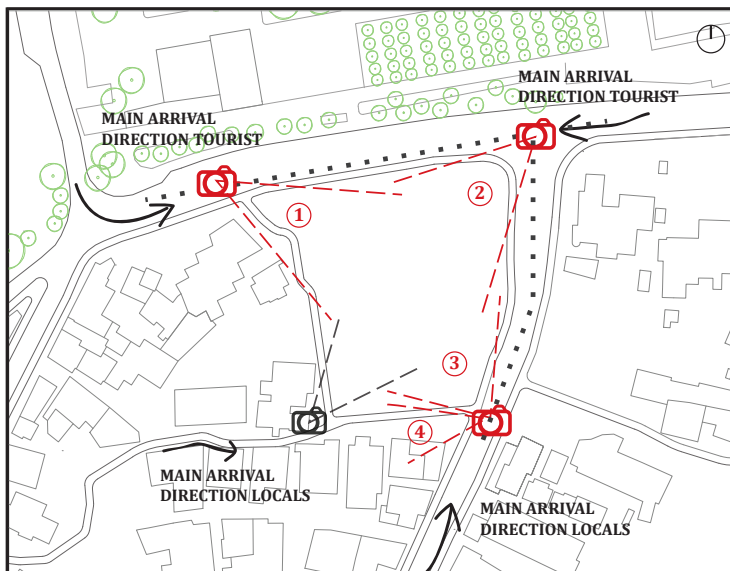 MAIN ARRIVAL
DIRECTION TOURIST
MAIN ARRIVAL
DIRECTION TOURIST
1
2
3
4
MAIN ARRIVAL
DIRECTION LOCALS
MAIN ARRIVAL
DIRECTION LOCALS